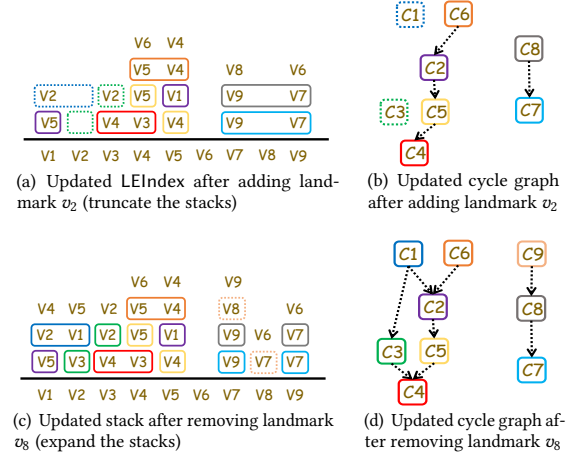 C1 C6
V6 V4
V5 V4 V8 V6 C2 C8
V2 V2 V5 V1 V9 V7
V5 V4 V3 V4 V9 V7 C3 C5 C7
C4
V1 V2 V3 V4 V5 V6 V7 V8 V9
(a) Updated LEIndex after adding land-
mark v2 (truncate the stacks)
(b) Updated cycle graph
after adding landmark v2
C1 C6 C9
V6 V4 V9
V4 V5 V2 V5 V4 V8 V6 C2 C8
V2 V1 V2 V5 V1 V9 V6 V7
V5 V3 V4 V3 V4 V9 V7 V7 C3 C5 C7
C4
V1 V2 V3 V4 V5 V6 V7 V8 V9
(c) Updated stack after removing landmark
v8 (expand the stacks)
(d) Updated cycle graph af-
ter removing landmark v8